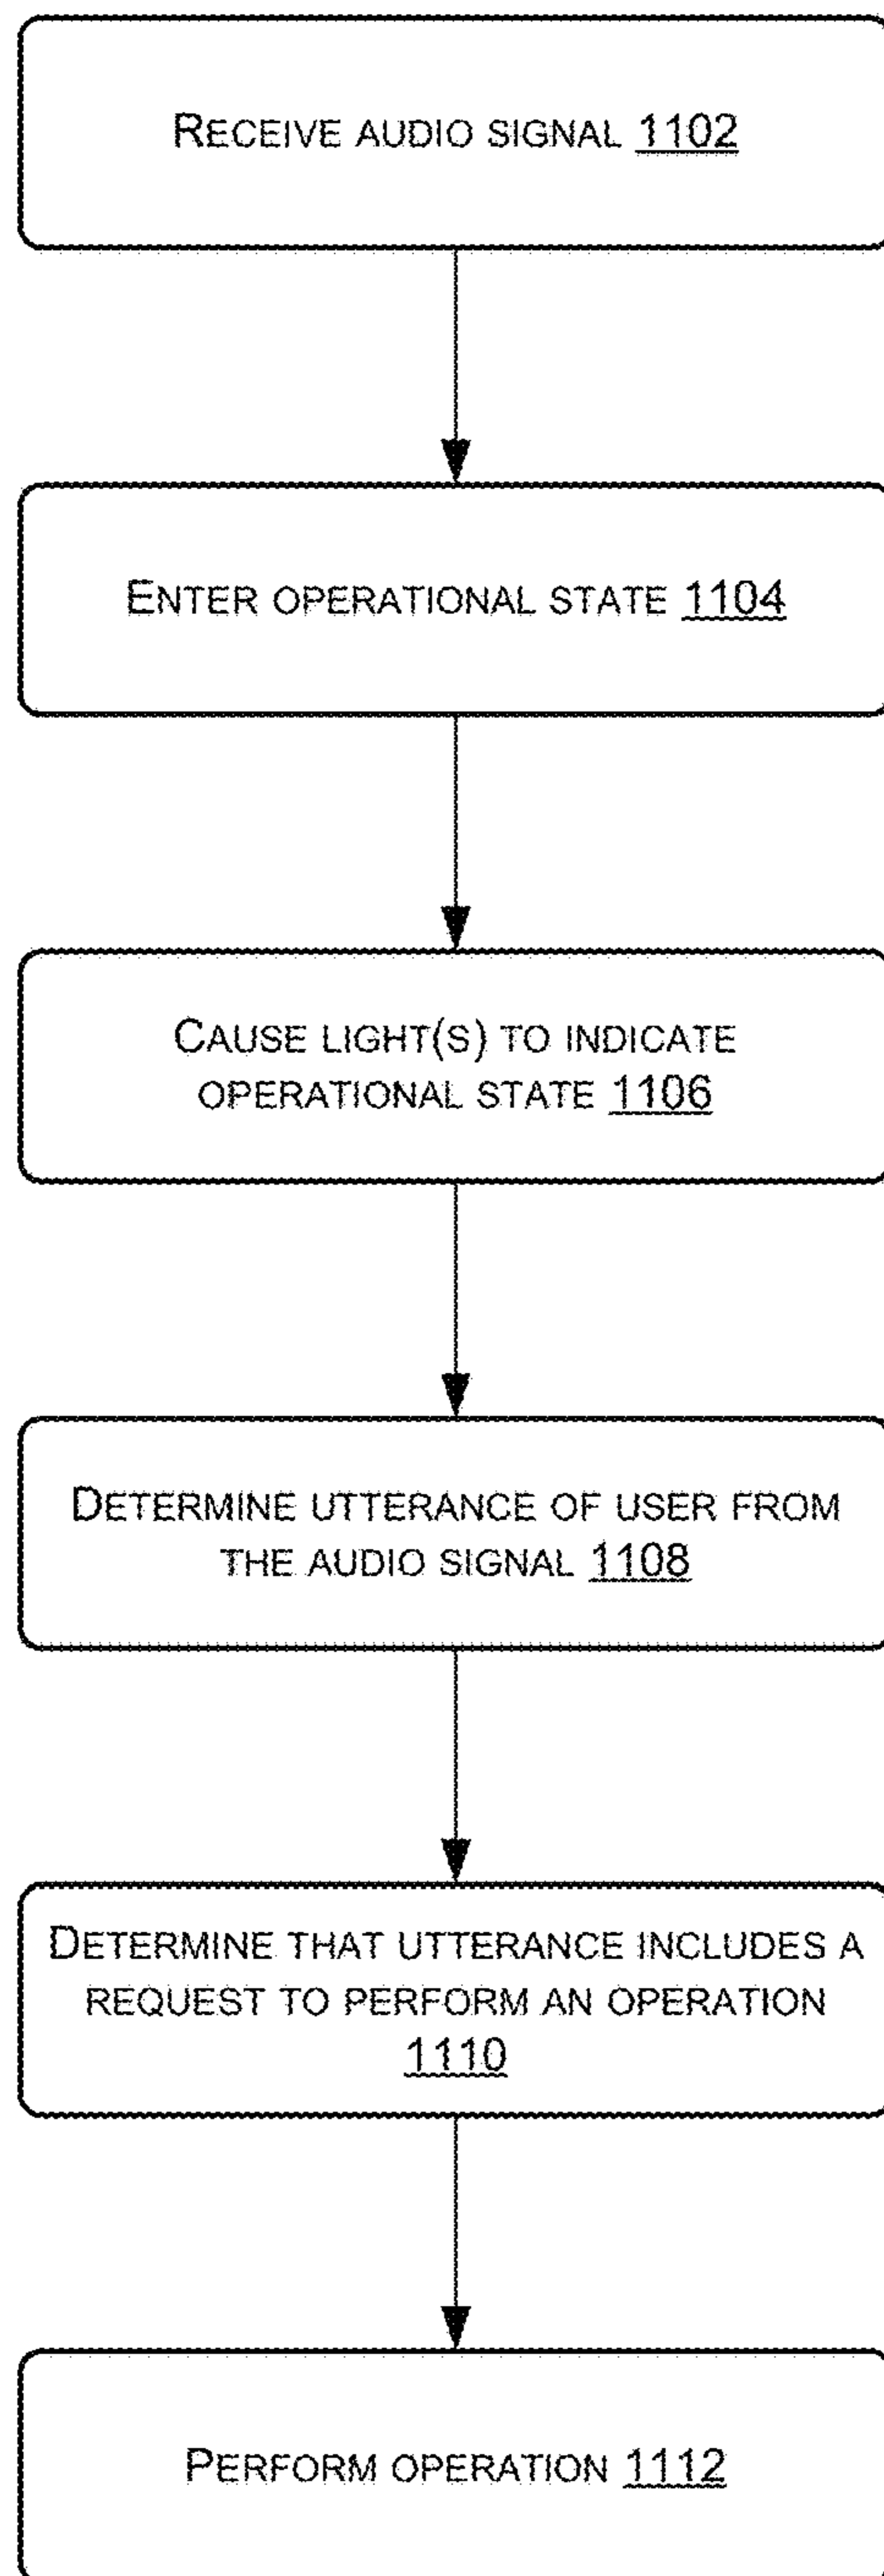 RECEIVE AUDIO SIGNAL 1102
ENTER OPERATIONAL STATE 1104
CAUSE LIGHT(S) TO INDICATE
OPERATIONAL STATE 1106
DETERMINE UTTERANCE OF USER FROM
THE AUDIO SIGNAL 1108
DETERMINE THAT UTTERANCE INCLUDES A
REQUEST TO PERFORM AN OPERATION
1110
PERFORM OPERATION 1112